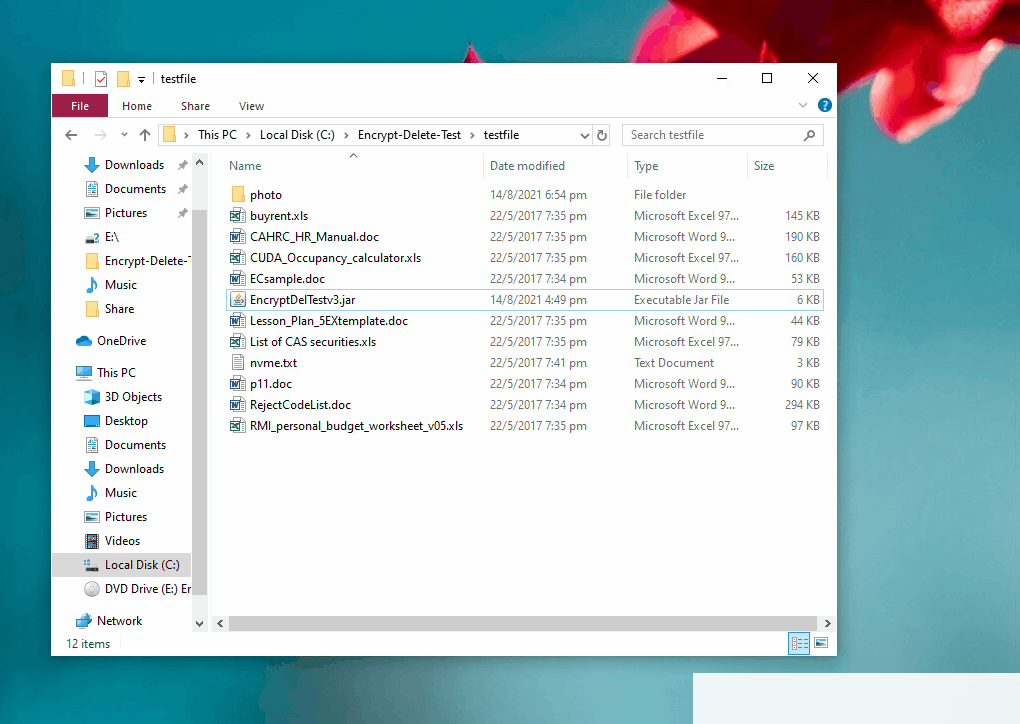 testfile
File Home Share View
This PC Local Disk (C:) Encrypt-Delete-Test testfile Search testfile
Downloads
Documents
Pictures
E:\
Encrypt-Delete-T
Music
Share
OneDrive
This PC
3D Objects
Desktop
Documents
Downloads
Music
Pictures
Videos
Local Disk (C:)
DVD Drive (E:) Er
Network
Name Date modified Type Size
photo 14/8/2021 6:54 pm File folder
buyrent.xls 22/5/2017 7:35 pm Microsoft Excel 97... 145 KB
CAHRC_HR_Manual.doc 22/5/2017 7:35 pm Microsoft Word 9... 190 KB
CUDA_Occupancy_calculator.xls 22/5/2017 7:35 pm Microsoft Excel 97... 160 KB
ECsample.doc 22/5/2017 7:34 pm Microsoft Word 9... 53 KB
EncryptDelTestv3.jar 14/8/2021 4:49 pm Executable Jar File 6 KB
Lesson_Plan_5EXtemplate.doc 22/5/2017 7:35 pm Microsoft Word 9... 44 KB
List of CAS securities.xls 22/5/2017 7:35 pm Microsoft Excel 97... 79 KB
nvme.txt 22/5/2017 7:41 pm Text Document 3 KB
p11.doc 22/5/2017 7:34 pm Microsoft Word 9... 90 KB
RejectCodeList.doc 22/5/2017 7:34 pm Microsoft Word 9... 294 KB
RMI_personal_budget_worksheet_v05.xls 22/5/2017 7:35 pm Microsoft Excel 97... 97 KB
12 items